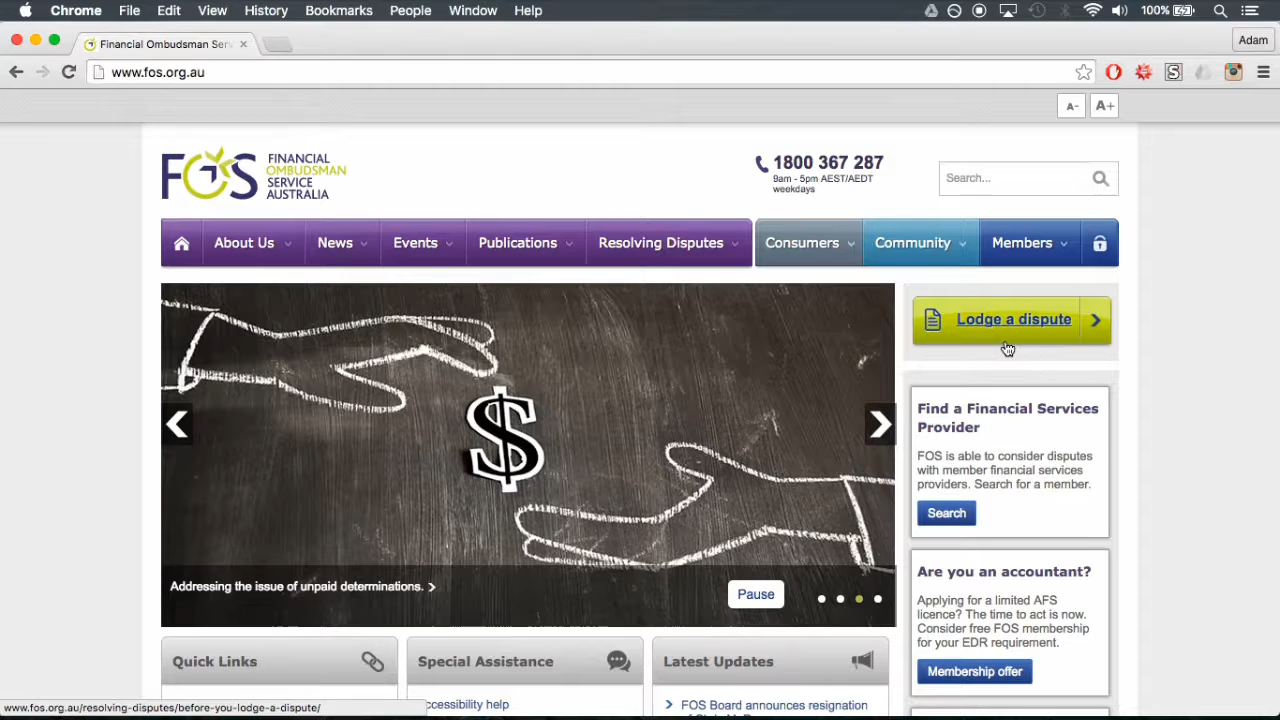 Chrome File Edit View History Bookmarks People Window Help 100%
Financial Ombudsman Ser
Adam
www.fos.org.au
A- A+
FOS FINANCIAL
OMBUDSMAN
SERVICE
AUSTRALIA
1800 367 287
9am - 5pm AEST/AEDT
weekdays
Search...
About Us News Events Publications Resolving Disputes Consumers Community Members
Lodge a dispute
$
Addressing the issue of unpaid determinations.
Pause
Find a Financial Services
Provider
FOS is able to consider disputes
with member financial services
providers. Search for a member.
Search
Are you an accountant?
Applying for a limited AFS
licence? The time to act is now.
Consider free FOS membership
for your EDR requirement.
Membership offer
Quick Links Special Assistance Latest Updates
ccessibility help
FOS Board announces resignation
www.fos.org.au/resolving-disputes/before-you-lodge-a-dispute/